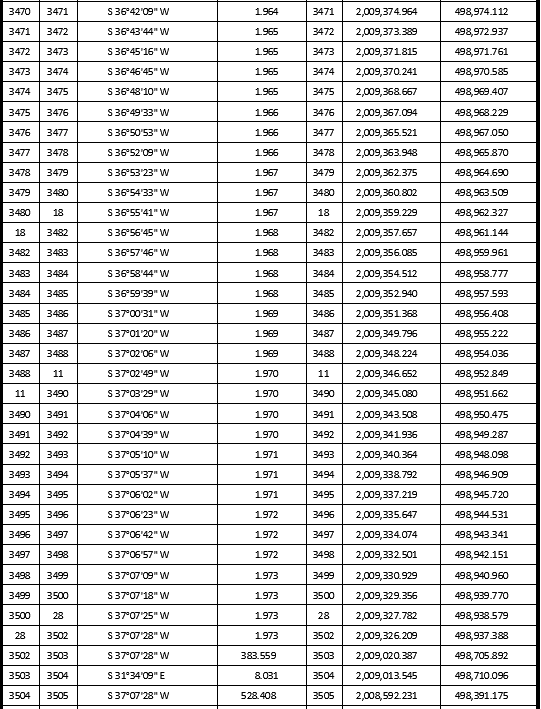 3470 3471 S 36°42'09" W 1.964 3471 2,009,374.964 498,974.112
3471 3472 S 36°43'44" W 1.965 3472 2,009,373.389 498,972.937
3472 3473 S 36°45'16" W 1.965 3473 2,009,371.815 498,971.761
3473 3474 S 36°46'45" W 1.965 3474 2,009,370.241 498,970.585
3474 3475 S 36°48'10" W 1.965 3475 2,009,368.667 498,969.407
3475 3476 S 36°49'33" W 1.966 3476 2,009,367.094 498,968.229
3476 3477 S 36°50'53" W 1.966 3477 2,009,365.521 498,967.050
3477 3478 S 36°52'09" W 1.966 3478 2,009,363.948 498,965.870
3478 3479 S 36°53'23" W 1.967 3479 2,009,362.375 498,964.690
3479 3480 S 36°54'33" W 1.967 3480 2,009,360.802 498,963.509
3480 18 S 36°55'41" W 1.967 18 2,009,359.229 498,962.327
18 3482 S 36°56'45" W 1.968 3482 2,009,357.657 498,961.144
3482 3483 S 36°57'46" W 1.968 3483 2,009,356.085 498,959.961
3483 3484 S 36°58'44" W 1.968 3484 2,009,354.512 498,958.777
3484 3485 S 36°59'39" W 1.968 3485 2,009,352.940 498,957.593
3485 3486 S 37°00'31" W 1.969 3486 2,009,351.368 498,956.408
3486 3487 S 37°01'20" W 1.969 3487 2,009,349.796 498,955.222
3487 3488 S 37°02'06" W 1.969 3488 2,009,348.224 498,954.036
3488 11 S 37°02'49" W 1.970 11 2,009,346.652 498,952.849
11 3490 S 37°03'29" W 1.970 3490 2,009,345.080 498,951.662
3490 3491 S 37°04'06" W 1.970 3491 2,009,343.508 498,950.475
3491 3492 S 37°04'39" W 1.970 3492 2,009,341.936 498,949.287
3492 3493 S 37°05'10" W 1.971 3493 2,009,340.364 498,948.098
3493 3494 S 37°05'37" W 1.971 3494 2,009,338.792 498,946.909
3494 3495 S 37°06'02" W 1.971 3495 2,009,337.219 498,945.720
3495 3496 S 37°06'23" W 1.972 3496 2,009,335.647 498,944.531
3496 3497 S 37°06'42" W 1.972 3497 2,009,334.074 498,943.341
3497 3498 S 37°06'57" W 1.972 3498 2,009,332.501 498,942.151
3498 3499 S 37°07'09" W 1.973 3499 2,009,330.929 498,940.960
3499 3500 S 37°07'18" W 1.973 3500 2,009,329.356 498,939.770
3500 28 S 37°07'25" W 1.973 28 2,009,327.782 498,938.579
28 3502 S 37°07'28" W 1.973 3502 2,009,326.209 498,937.388
3502 3503 S 37°07'28" W 383.559 3503 2,009,020.387 498,705.892
3503 3504 S 31°34'09" E 8.031 3504 2,009,013.545 498,710.096
3504 3505 S 37°07'28" W 528.408 3505 2,008,592.231 498,391.175